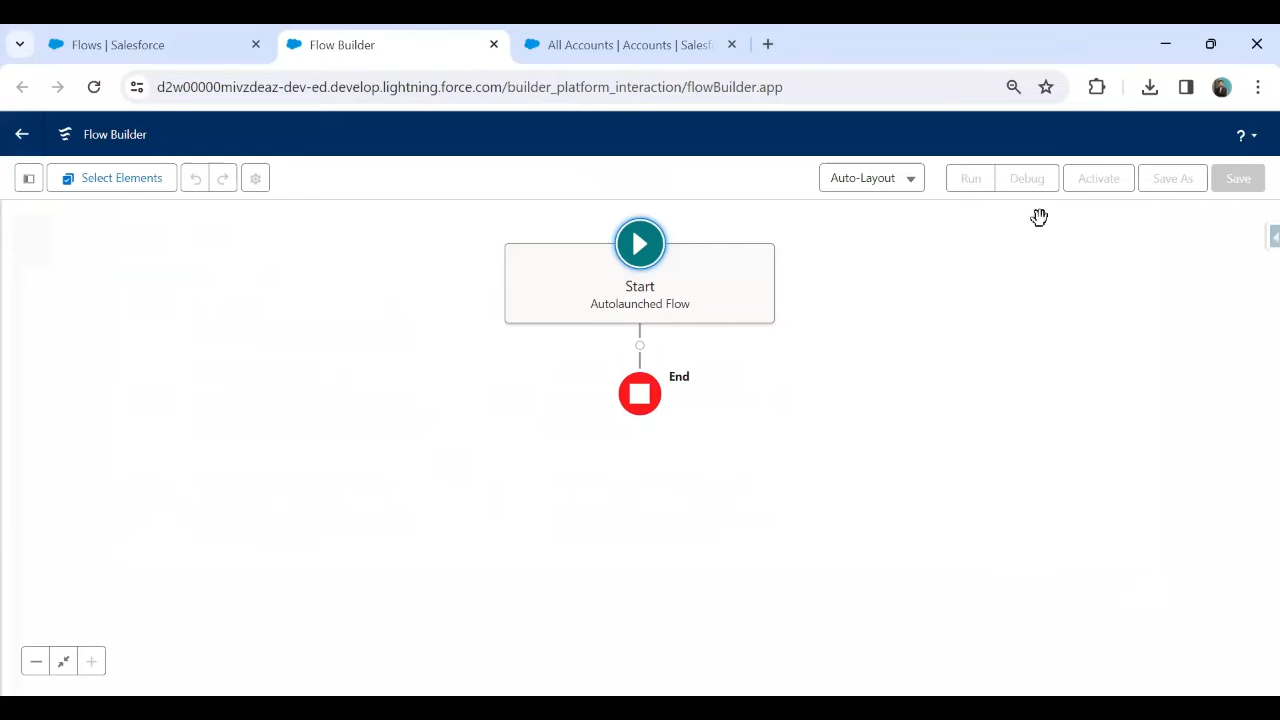 Flows | Salesforce
Flow Builder
All Accounts | Accounts | Salesf
d2w00000mivzdeaz-dev-ed.develop.lightning.force.com/builder_platform_interaction/flowBuilder.app
Flow Builder
?
Select Elements
Auto-Layout
Run
Debug
Activate
Save As
Save
Start
Autolaunched Flow
End